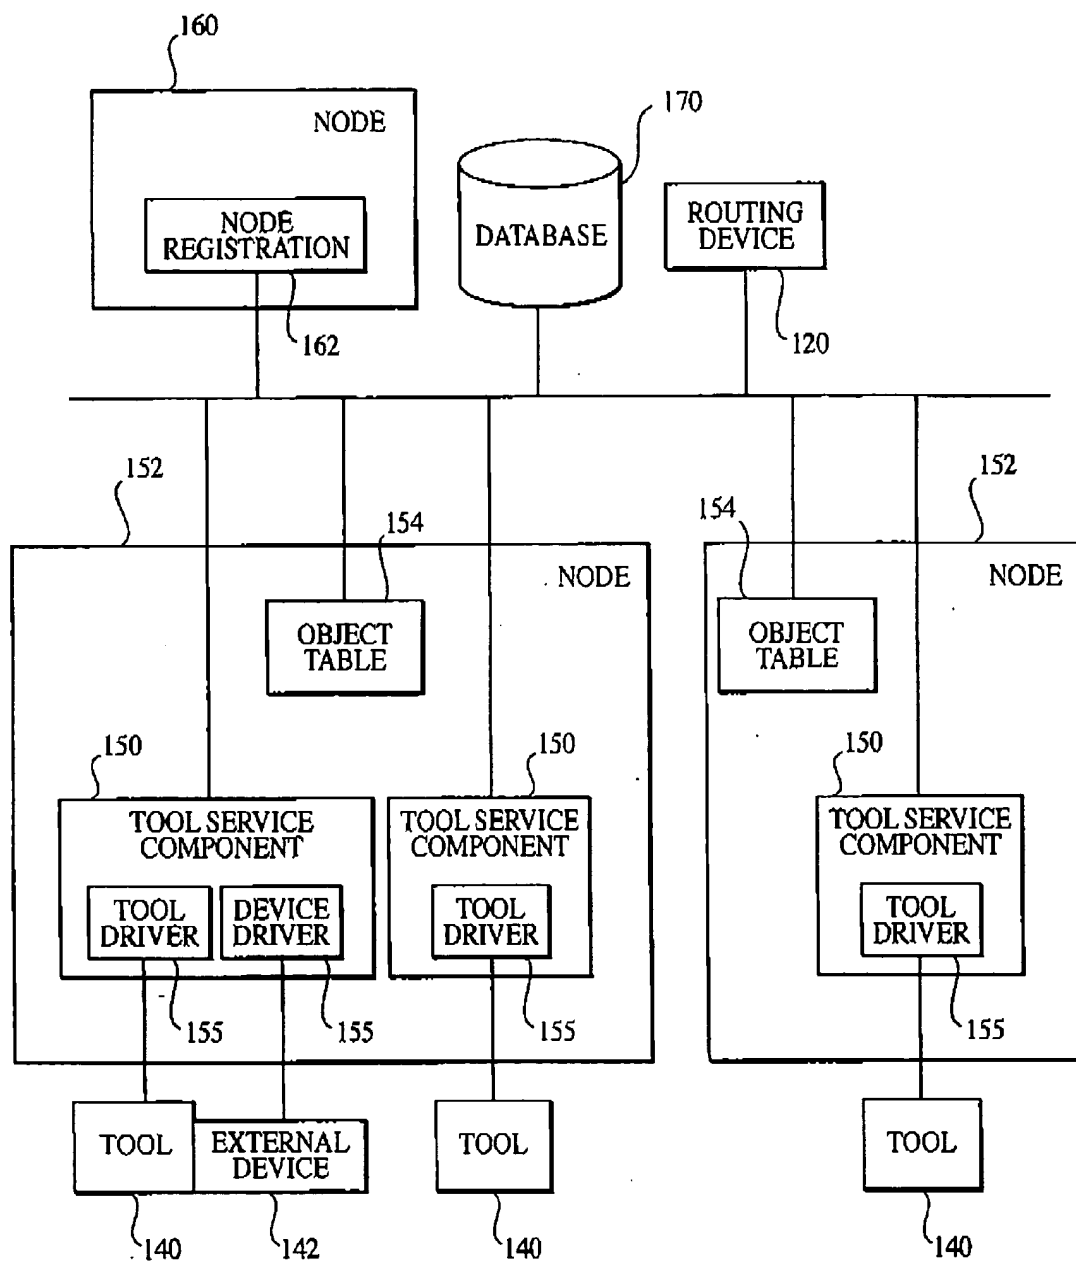 160
NODE
170
NODE
REGISTRATION
DATABASE
ROUTING
DEVICE
162
120
152
152
154
154
NODE
NODE
OBJECT
TABLE
OBJECT
TABLE
150
150
150
TOOL SERVICE
COMPONENT
TOOL SERVICE
COMPONENT
TOOL SERVICE
COMPONENT
TOOL
DRIVER
DEVICE
DRIVER
TOOL
DRIVER
TOOL
DRIVER
155
155
155
155
TOOL
EXTERNAL
DEVICE
TOOL
TOOL
140
142
140
140